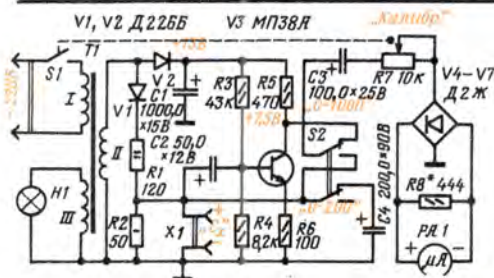 V1, V2 Д22ББ V3 МП38А
„Калибр."
S1
T1
+15В
~220В
I
V2
C1
1000,0
×15В
V1
C2 50,0
×12В
II
R1
120
R3
43к
R5
470
+7,5В
C3
100,0×25В
R7 10к
V4-V7
Д2Ж
„0-100П"
S2
„0-200"
C4 200,0×90В
R8* 444
H1
III
R2
50
X1
R4
8,2к
R6
100
PA1
μA